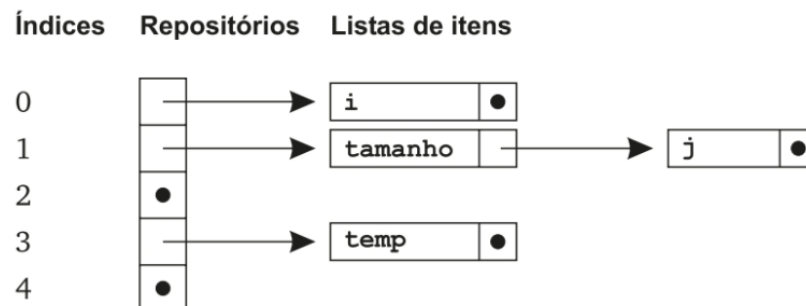 Índices Repositórios Listas de itens
0 i
1 tamanho j
2
3 temp
4